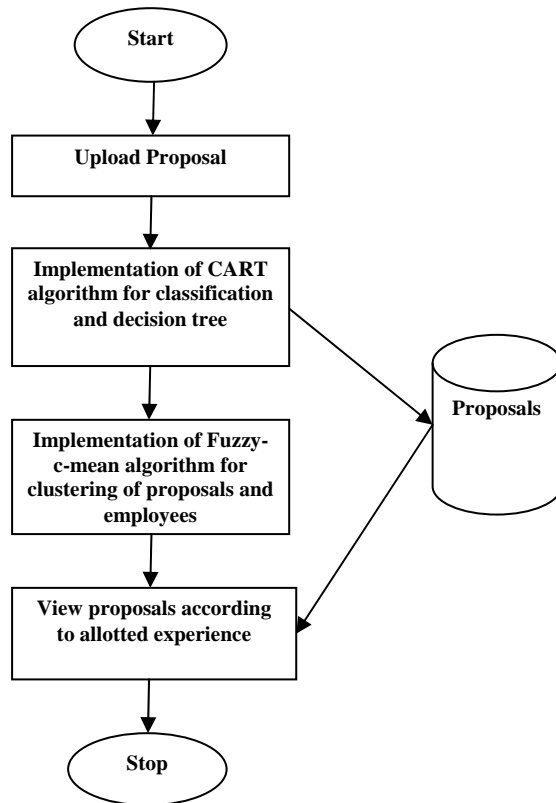 Start
Upload Proposal
Implementation of CART
algorithm for classification
and decision tree
Proposals
Implementation of Fuzzy-
c-mean algorithm for
clustering of proposals and
employees
View proposals according
to allotted experience
Stop